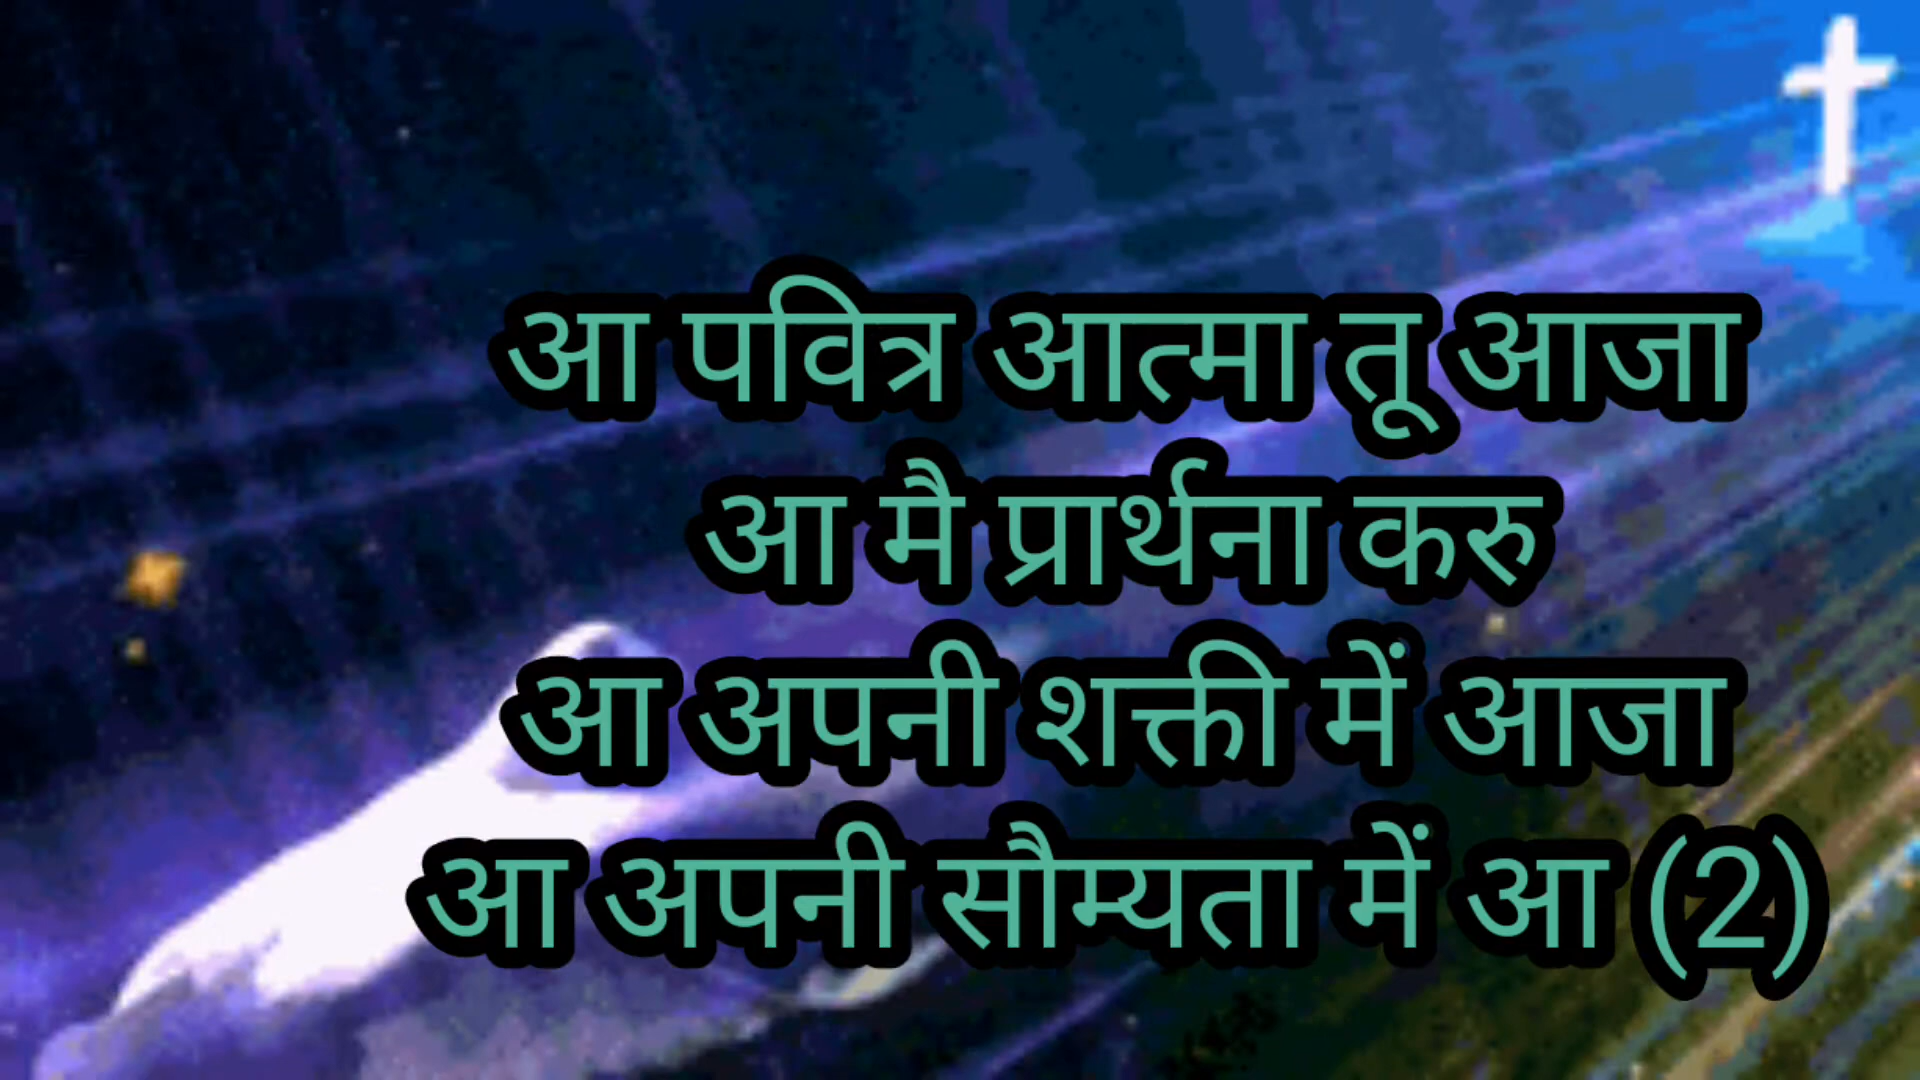 आ पवित्र आत्मा तू आजा
आ मै प्रार्थना करु
आ अपनी शक्ती में आजा
आ अपनी सौम्यता में आ (2)